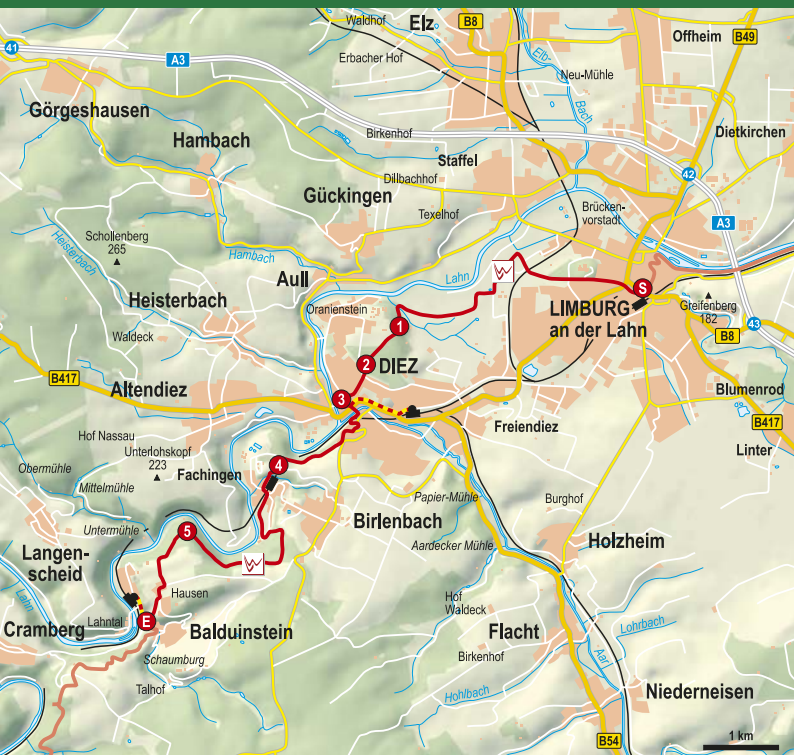 Waldhof
Elz
B8
Offheim
B49
41
A3
Erbacher Hof
Elb-
Bach
Neu-Mühle
Görgeshausen
Hambach
Birkenhof
Dietkirchen
Staffel
Dillbachhof
42
Gückingen
Texelhof
Brücken-
vorstadt
A3
Schollenberg
265
Heisterbach
Hambach
Lahn
Aull
S
Heisterbach
Oranienstein
LIMBURG
an der Lahn
Greifenberg
182
1
43
Waldeck
B8
2
DIEZ
B417
Altendiez
3
Blumenrod
B417
Hof Nassau
Freiendiez
Linter
Unterlohskopf
223
4
Obermühle
Fachingen
Mittelmühle
Papier-Mühle
Burghof
Untermühle
5
Birlenbach
Holzheim
Langen-
scheid
Aardecker Mühle
Hausen
Hof
Waldeck
Lahn
Lahntal
E
Cramberg
Balduinstein
Flacht
Lohrbach
Schaumburg
Birkenhof
Aar
Talhof
Hohlbach
Niederneisen
B54
1 km